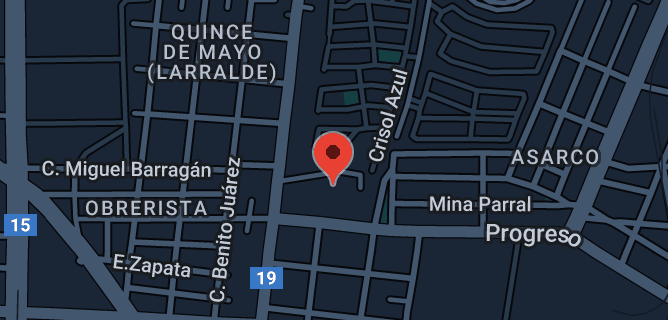 QUINCE
DE MAYO
(LARRALDE)
Crisol Azul
ASARCO
C. Miguel Barragán
C. Benito Juárez
OBRERISTA
Mina Parral
15
Progreso
E.Zapata
19